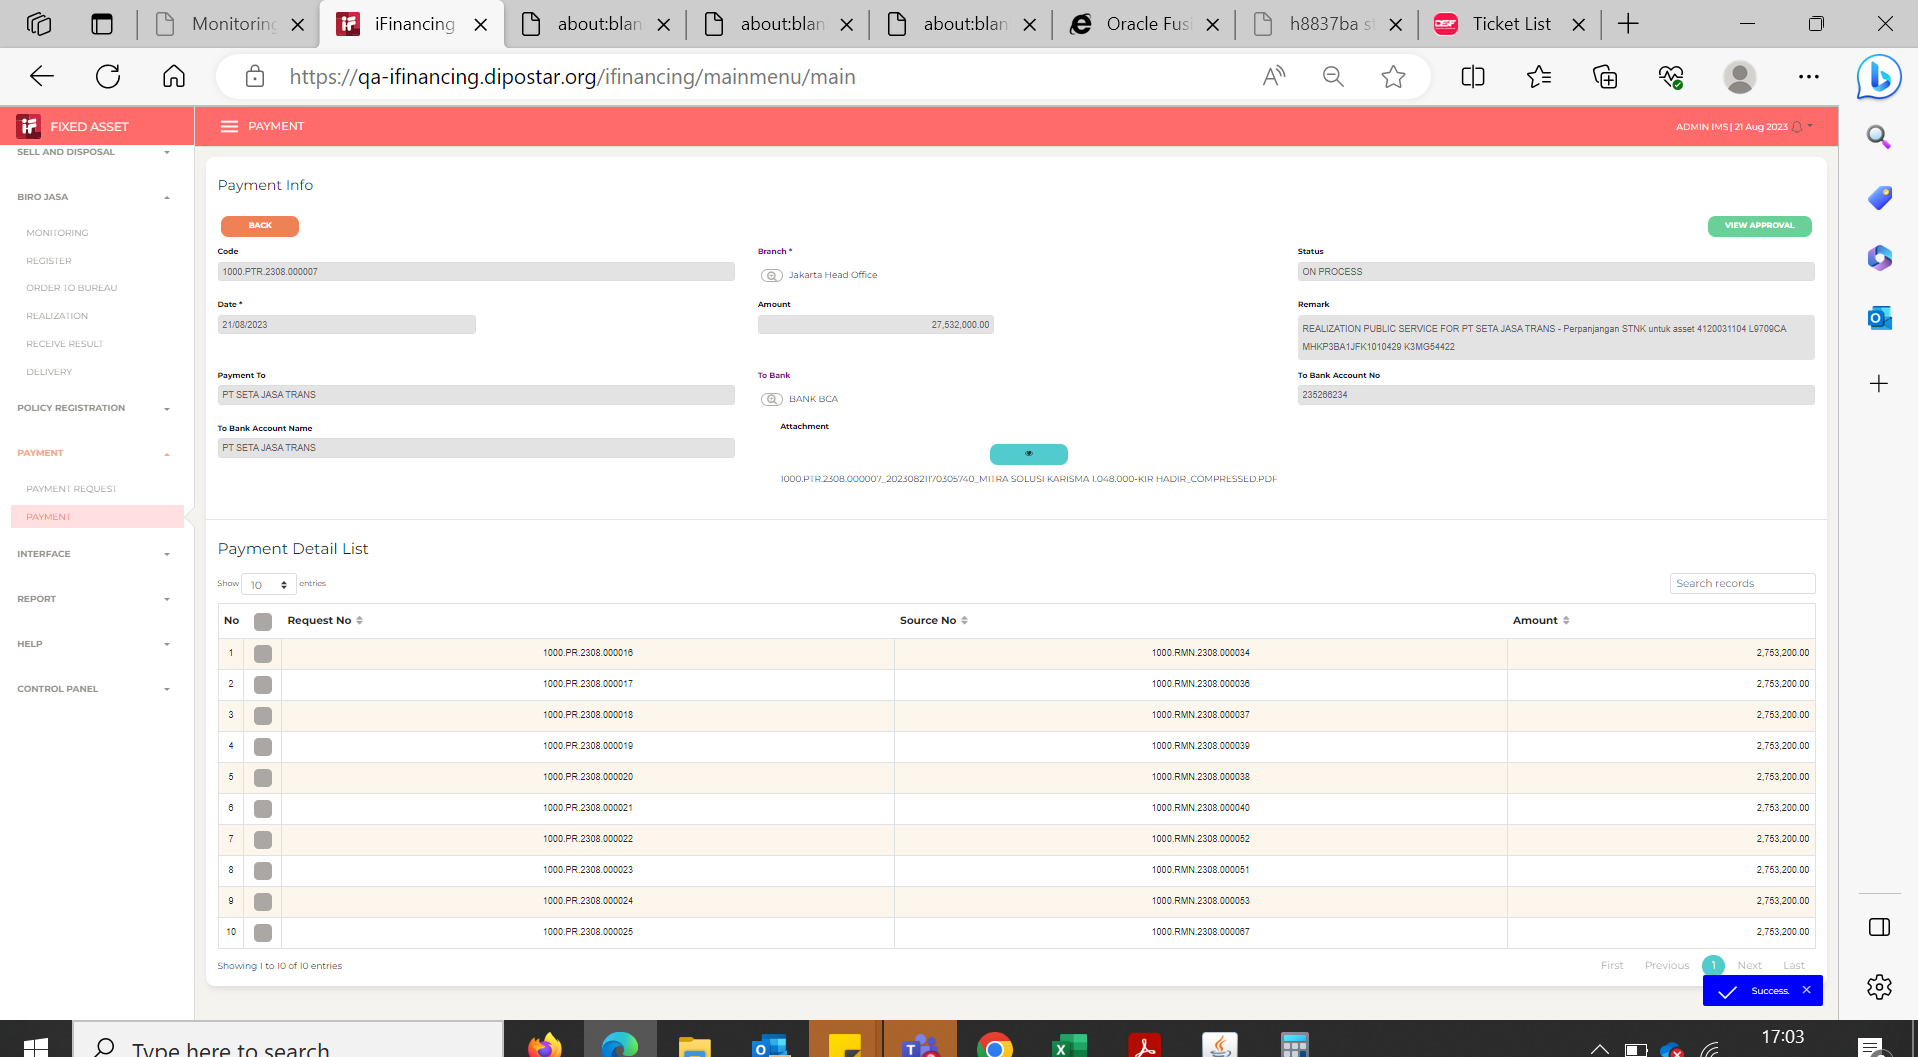 Monitoring
iFinancing
about:blan
about:blan
about:blan
Oracle Fusi
h8837ba st
Ticket List
https://qa-ifinancing.dipostar.org/ifinancing/mainmenu/main
FIXED ASSET
PAYMENT
ADMIN IMS | 21 Aug 2023
SELL AND DISPOSAL
BIRO JASA
MONITORING
REGISTER
ORDER TO BUREAU
REALIZATION
RECEIVE RESULT
DELIVERY
POLICY REGISTRATION
PAYMENT
PAYMENT REQUEST
PAYMENT
INTERFACE
REPORT
HELP
CONTROL PANEL
Payment Info
BACK
VIEW APPROVAL
Code
Branch *
Status
1000.PTR.2308.000007
Jakarta Head Office
ON PROCESS
Date *
Amount
Remark
21/08/2023
27,532,000.00
REALIZATION PUBLIC SERVICE FOR PT SETA JASA TRANS - Perpanjangan STNK untuk asset 4120031104 L9709CA
MHKP3BA1JFK1010429 K3MG54422
Payment To
To Bank
To Bank Account No
PT SETA JASA TRANS
BANK BCA
235266234
To Bank Account Name
Attachment
PT SETA JASA TRANS
1000.PTR.2308.000007_20230821170305740_MITRA SOLUSI KARISMA 1.048.000-KIR HADIR_COMPRESSED.PDF
Payment Detail List
Show 10 entries
Search records
No Request No Source No Amount
1 1000.PR.2308.000016 1000.RMN.2308.000034 2,753,200.00
2 1000.PR.2308.000017 1000.RMN.2308.000036 2,753,200.00
3 1000.PR.2308.000018 1000.RMN.2308.000037 2,753,200.00
4 1000.PR.2308.000019 1000.RMN.2308.000039 2,753,200.00
5 1000.PR.2308.000020 1000.RMN.2308.000038 2,753,200.00
6 1000.PR.2308.000021 1000.RMN.2308.000040 2,753,200.00
7 1000.PR.2308.000022 1000.RMN.2308.000052 2,753,200.00
8 1000.PR.2308.000023 1000.RMN.2308.000051 2,753,200.00
9 1000.PR.2308.000024 1000.RMN.2308.000053 2,753,200.00
10 1000.PR.2308.000025 1000.RMN.2308.000067 2,753,200.00
Showing 1 to 10 of 10 entries
First Previous 1 Next Last
Success.
Type here to search
17:03